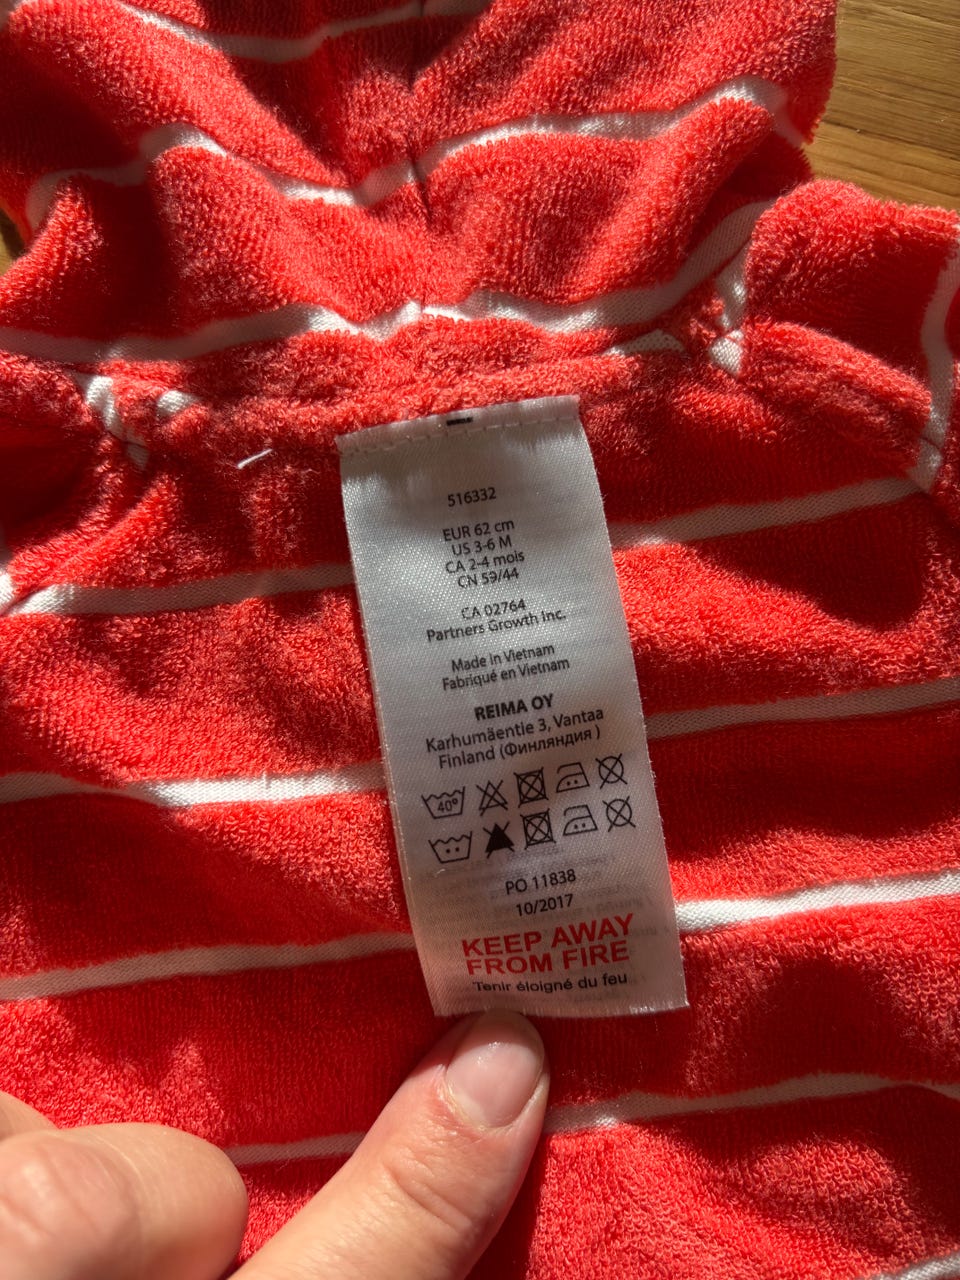 516332
EUR 62 cm
US 3-6 M
CA 2-4 mois
CN 59/44
CA 02764
Partners Growth Inc.
Made in Vietnam
Fabriqué en Vietnam
REIMA OY
Karhumäentie 3, Vantaa
Finland (Финляндия )
40°
PO 11838
10/2017
KEEP AWAY
FROM FIRE
Tenir éloigné du feu